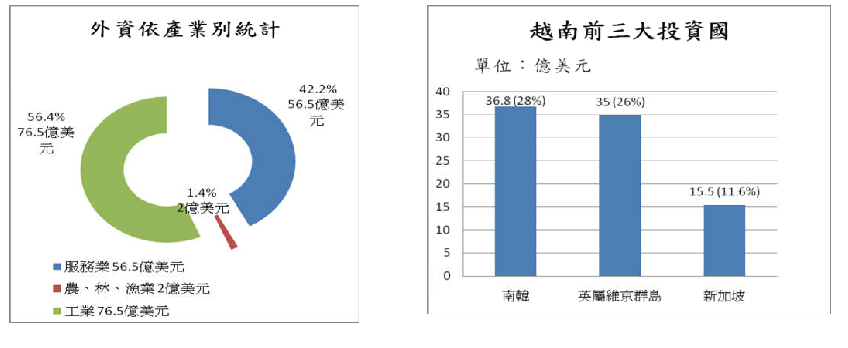 外資依產業別統計
42.2%
56.5億美
元
56.4%
76.5億美
元
1.4%
2億美元
服務業 56.5億美元
農、林、漁業 2億美元
工業 76.5億美元
越南前三大投資國
單位：億美元
40
35
30
25
20
15
10
5
0
36.8 (28%)
35 (26%)
15.5 (11.6%)
南韓
英屬維京群島
新加坡